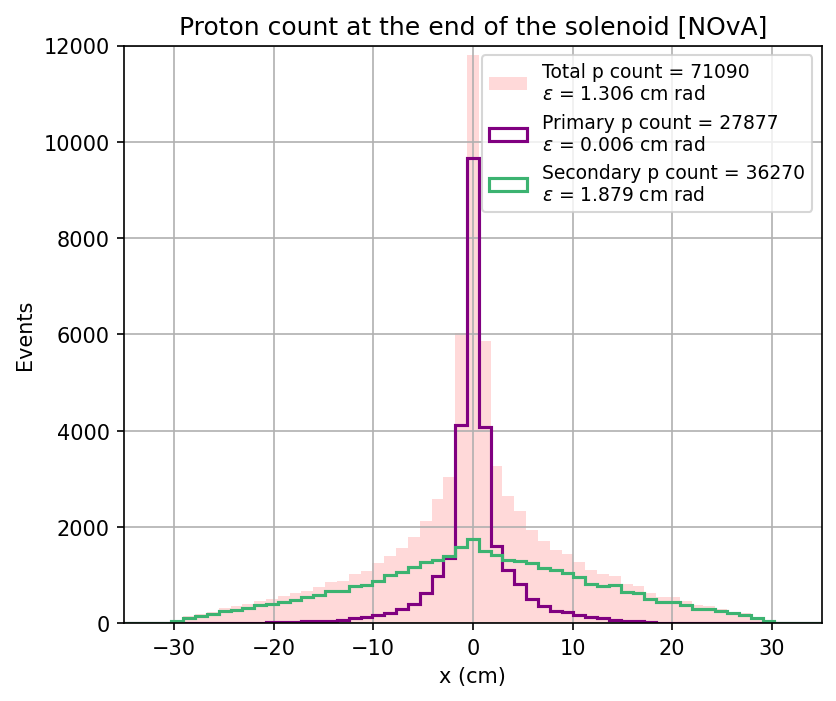 Proton count at the end of the solenoid [NOvA]
12000
10000
8000
6000
4000
2000
0
Events
Total p count = 71090
ε = 1.306 cm rad
Primary p count = 27877
ε = 0.006 cm rad
Secondary p count = 36270
ε = 1.879 cm rad
−30
−20
−10
0
10
20
30
x (cm)